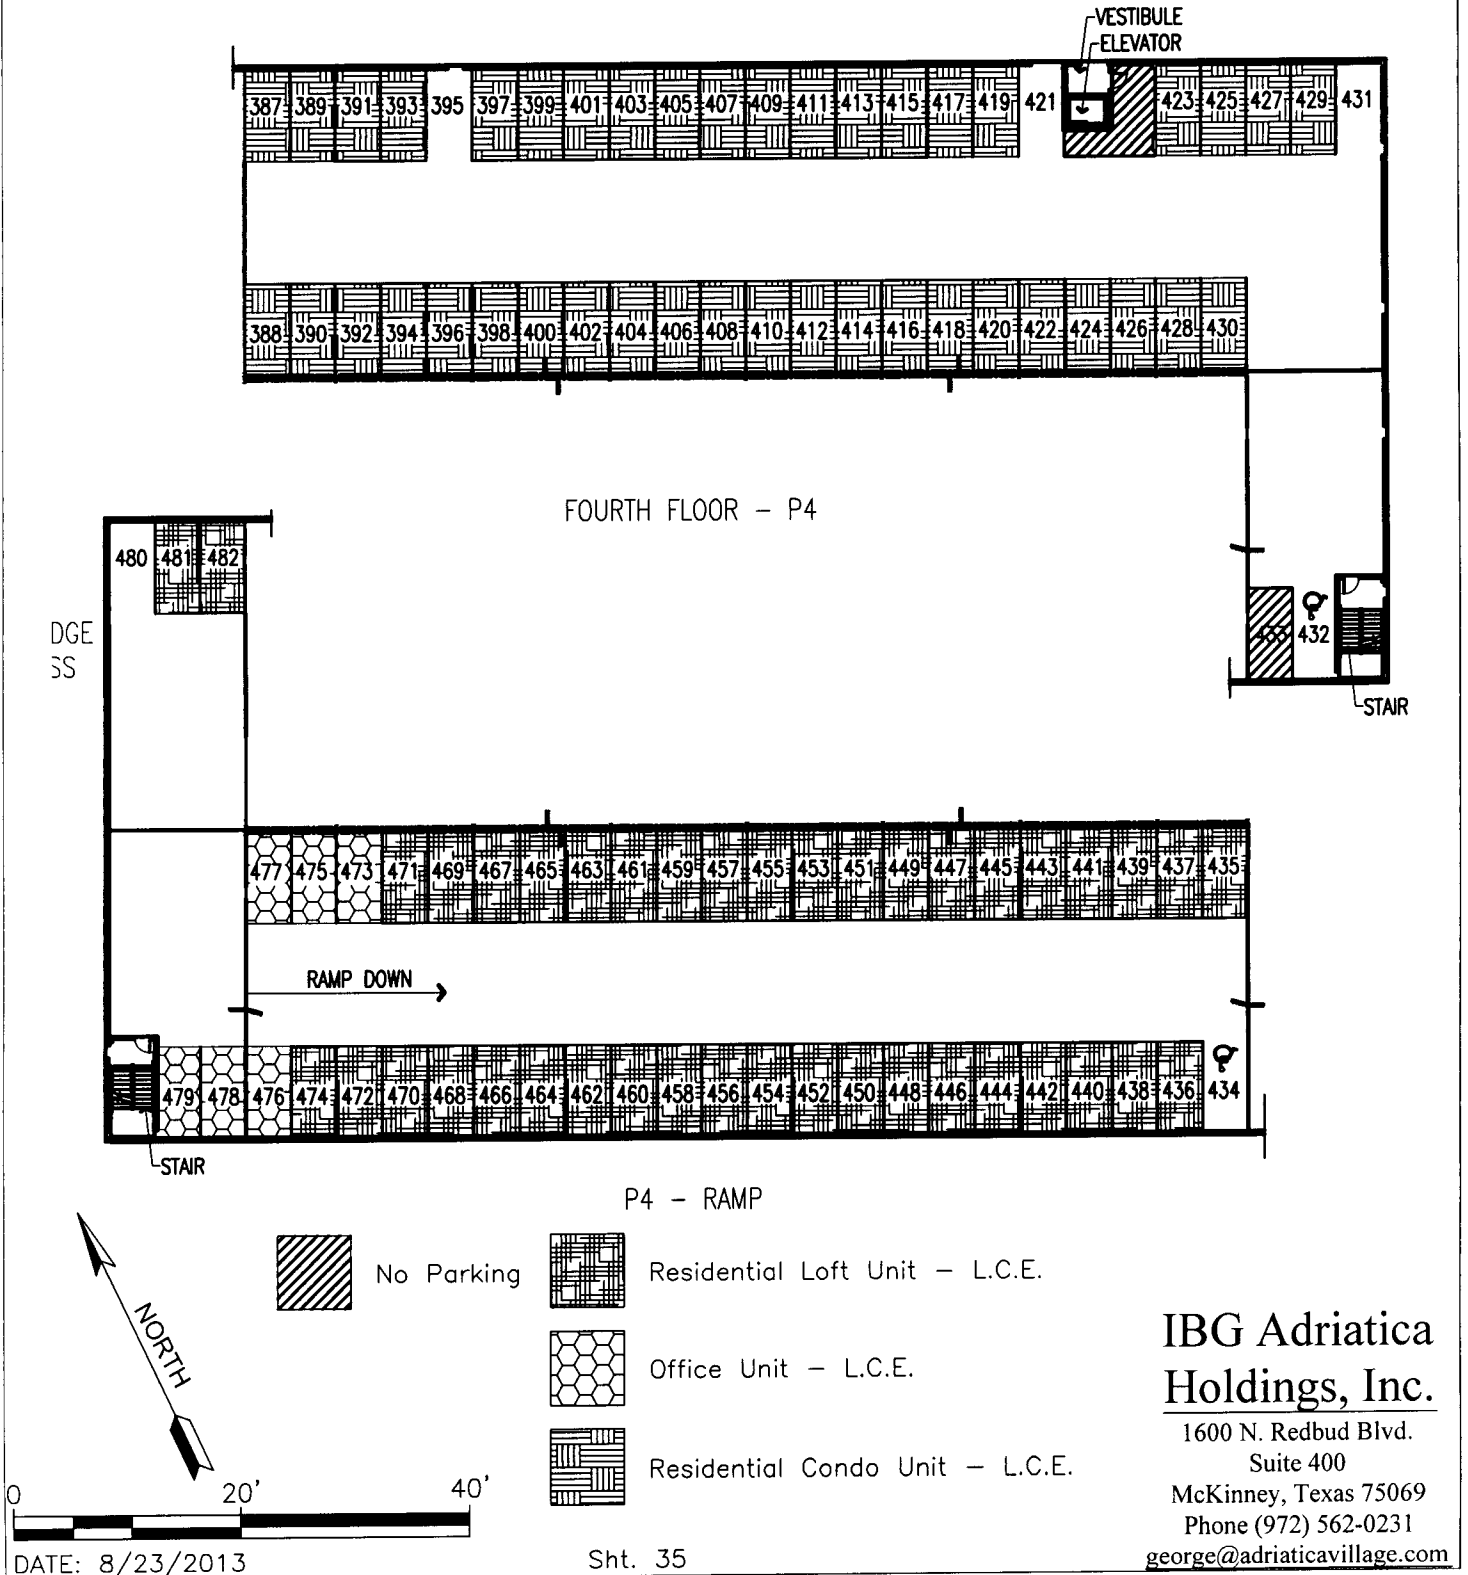 VESTIBULE
ELEVATOR
387 389 391 393 395 397 399 401 403 405 407 409 411 413 415 417 419 421 423 425 427 429 431
388 390 392 394 396 398 400 402 404 406 408 410 412 414 416 418 420 422 424 426 428 430
FOURTH FLOOR - P4
480 481 482
DGE
SS
433 432
STAIR
477 475 473 471 469 467 465 463 461 459 457 455 453 451 449 447 445 443 441 439 437 435
RAMP DOWN
479 478 476 474 472 470 468 466 464 462 460 458 456 454 452 450 448 446 444 442 440 438 436 434
STAIR
P4 - RAMP
No Parking
Residential Loft Unit - L.C.E.
Office Unit - L.C.E.
Residential Condo Unit - L.C.E.
NORTH
0 20' 40'
DATE: 8/23/2013
Sht. 35
IBG Adriatica
Holdings, Inc.
1600 N. Redbud Blvd.
Suite 400
McKinney, Texas 75069
Phone (972) 562-0231
george@adriaticavillage.com